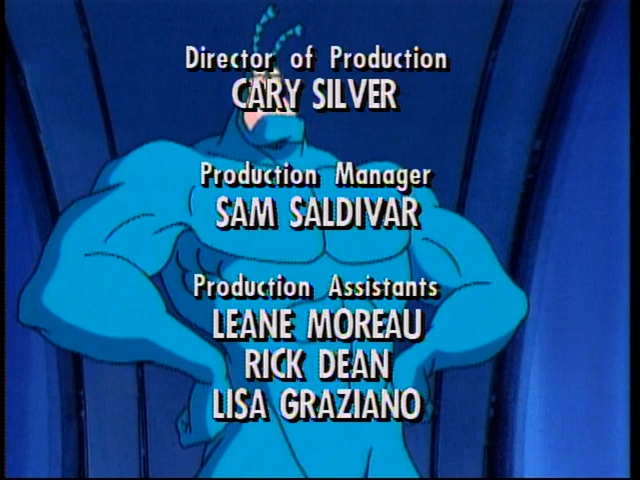 Director of Production
CARY SILVER
Production Manager
SAM SALDIVAR
Production Assistants
LEANE MOREAU
RICK DEAN
LISA GRAZIANO